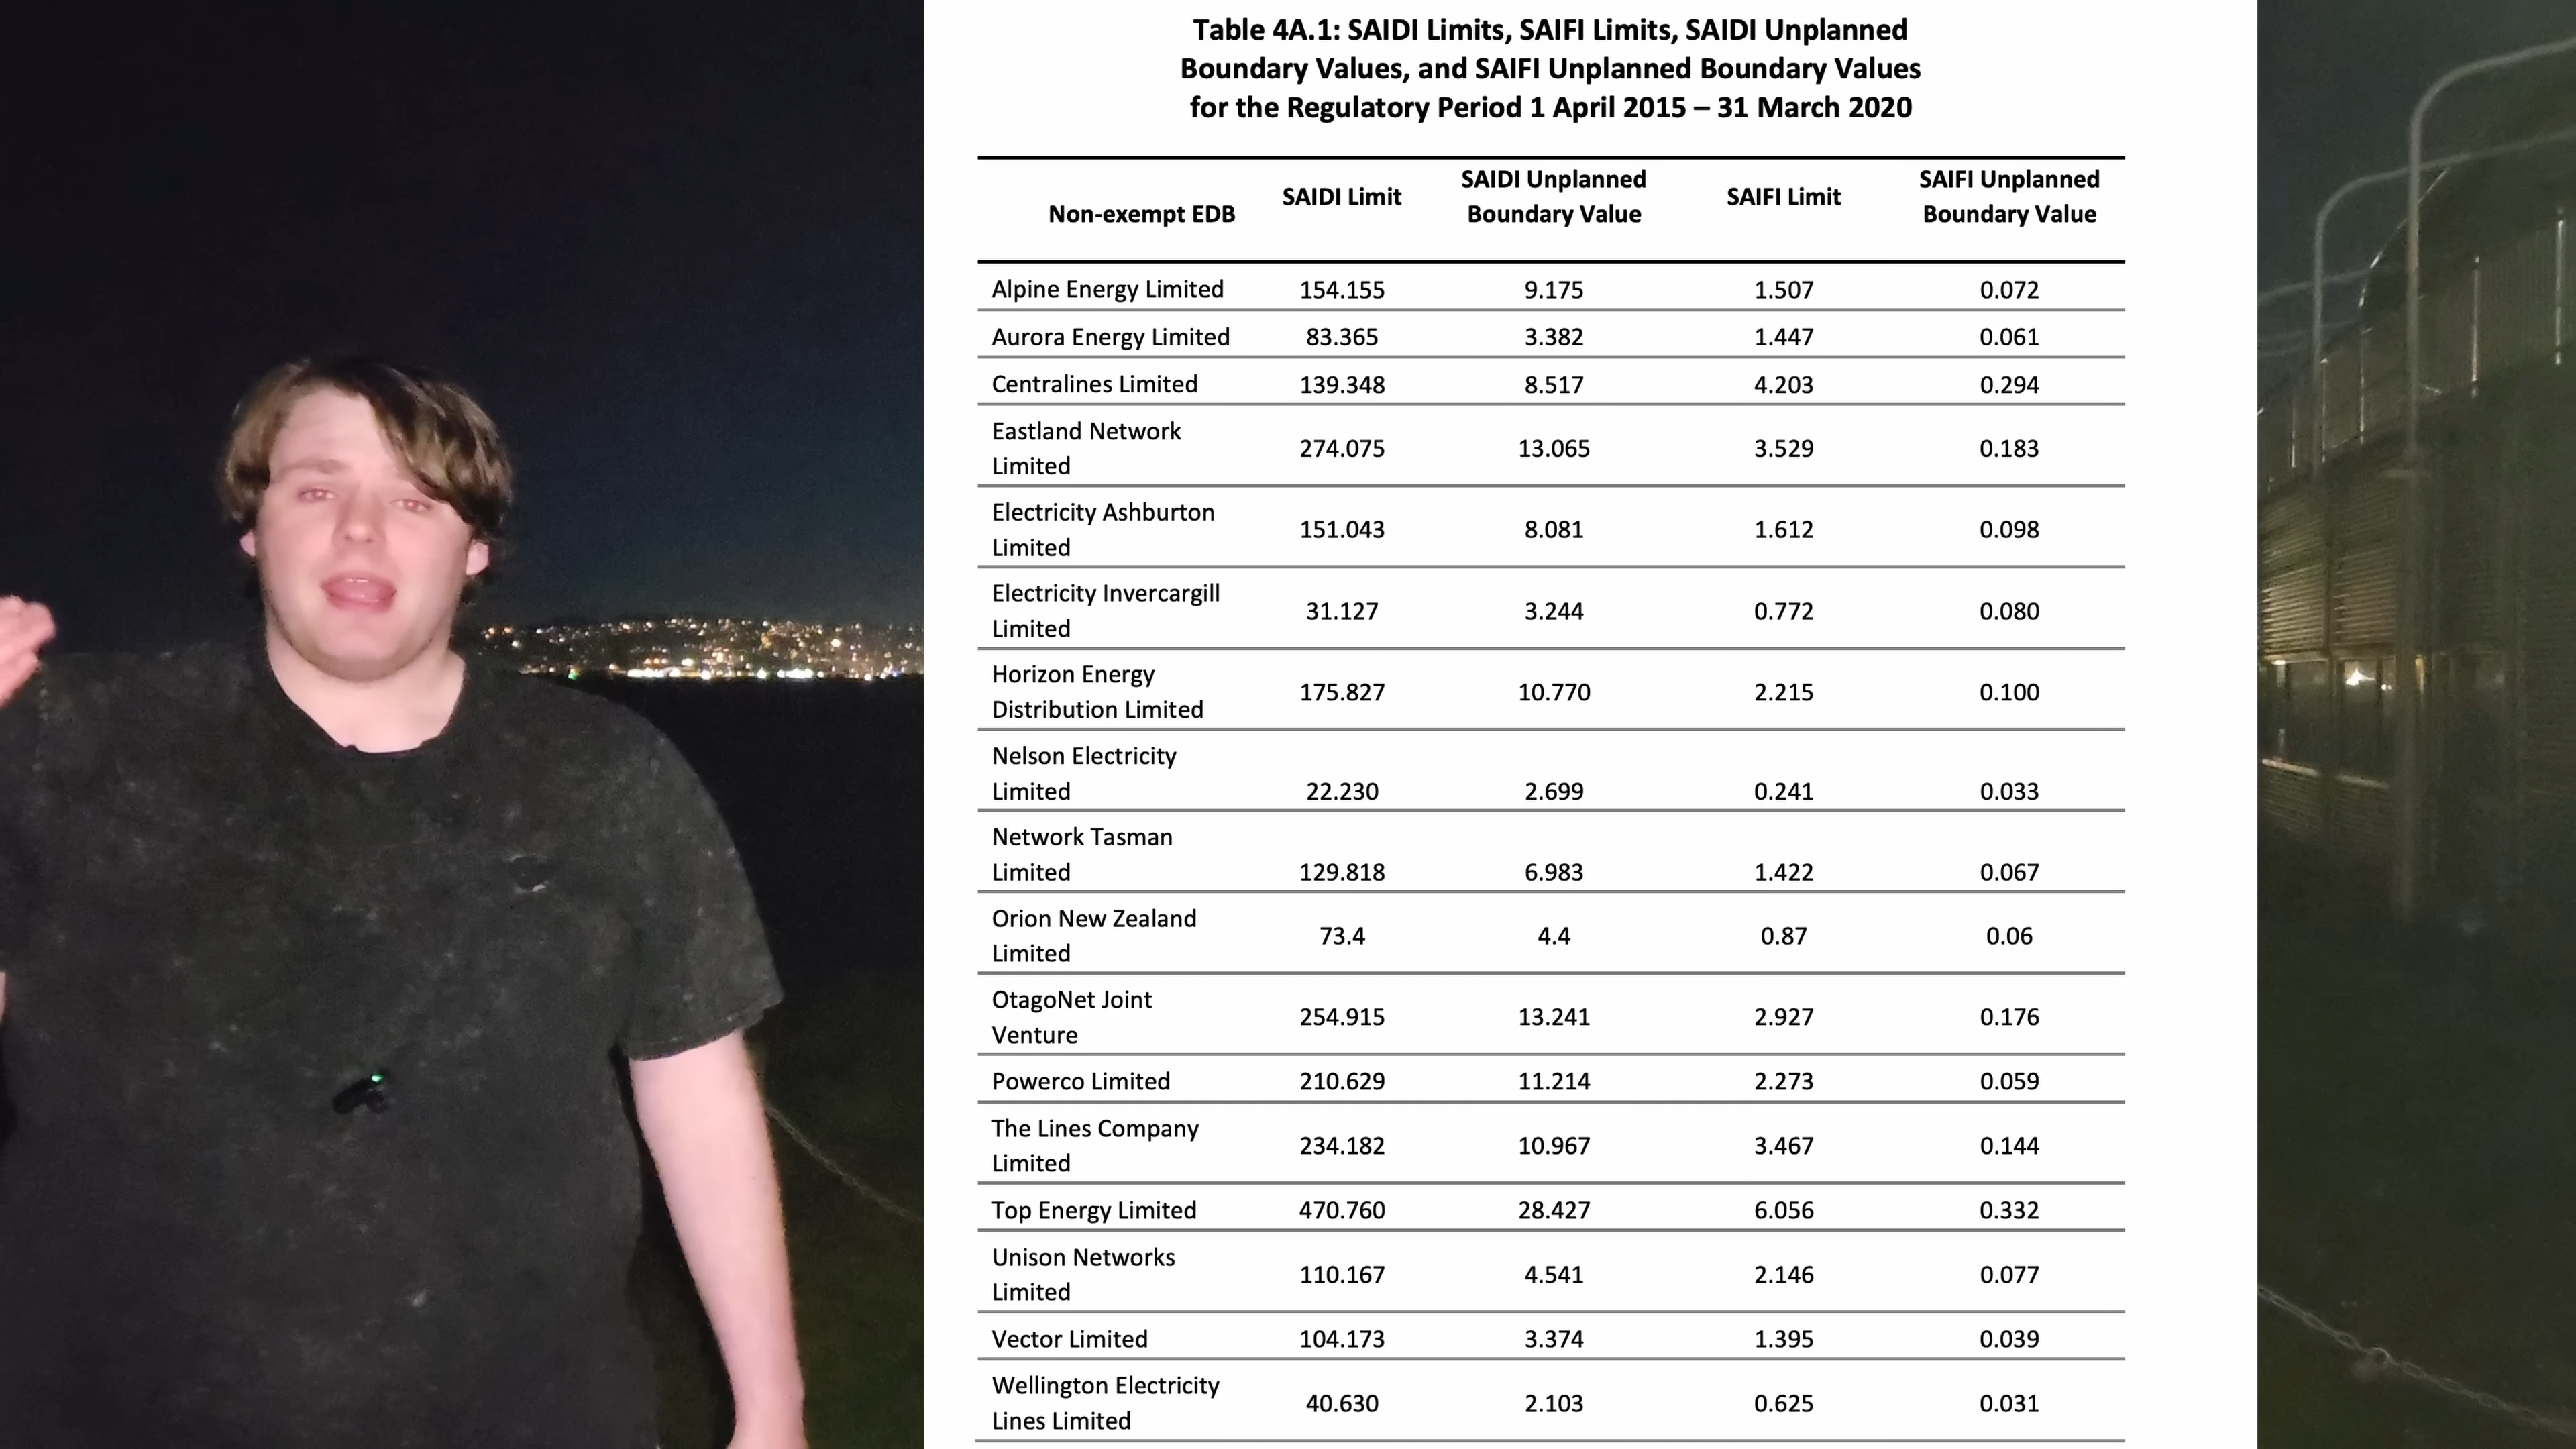 Table 4A.1: SAIDI Limits, SAIFI Limits, SAIDI Unplanned
Boundary Values, and SAIFI Unplanned Boundary Values
for the Regulatory Period 1 April 2015 – 31 March 2020
Non-exempt EDB SAIDI Limit SAIDI Unplanned Boundary Value SAIFI Limit SAIFI Unplanned Boundary Value
Alpine Energy Limited 154.155 9.175 1.507 0.072
Aurora Energy Limited 83.365 3.382 1.447 0.061
Centralines Limited 139.348 8.517 4.203 0.294
Eastland Network
Limited 274.075 13.065 3.529 0.183
Electricity Ashburton
Limited 151.043 8.081 1.612 0.098
Electricity Invercargill
Limited 31.127 3.244 0.772 0.080
Horizon Energy
Distribution Limited 175.827 10.770 2.215 0.100
Nelson Electricity
Limited 22.230 2.699 0.241 0.033
Network Tasman
Limited 129.818 6.983 1.422 0.067
Orion New Zealand
Limited 73.4 4.4 0.87 0.06
OtagoNet Joint
Venture 254.915 13.241 2.927 0.176
Powerco Limited 210.629 11.214 2.273 0.059
The Lines Company
Limited 234.182 10.967 3.467 0.144
Top Energy Limited 470.760 28.427 6.056 0.332
Unison Networks
Limited 110.167 4.541 2.146 0.077
Vector Limited 104.173 3.374 1.395 0.039
Wellington Electricity
Lines Limited 40.630 2.103 0.625 0.031